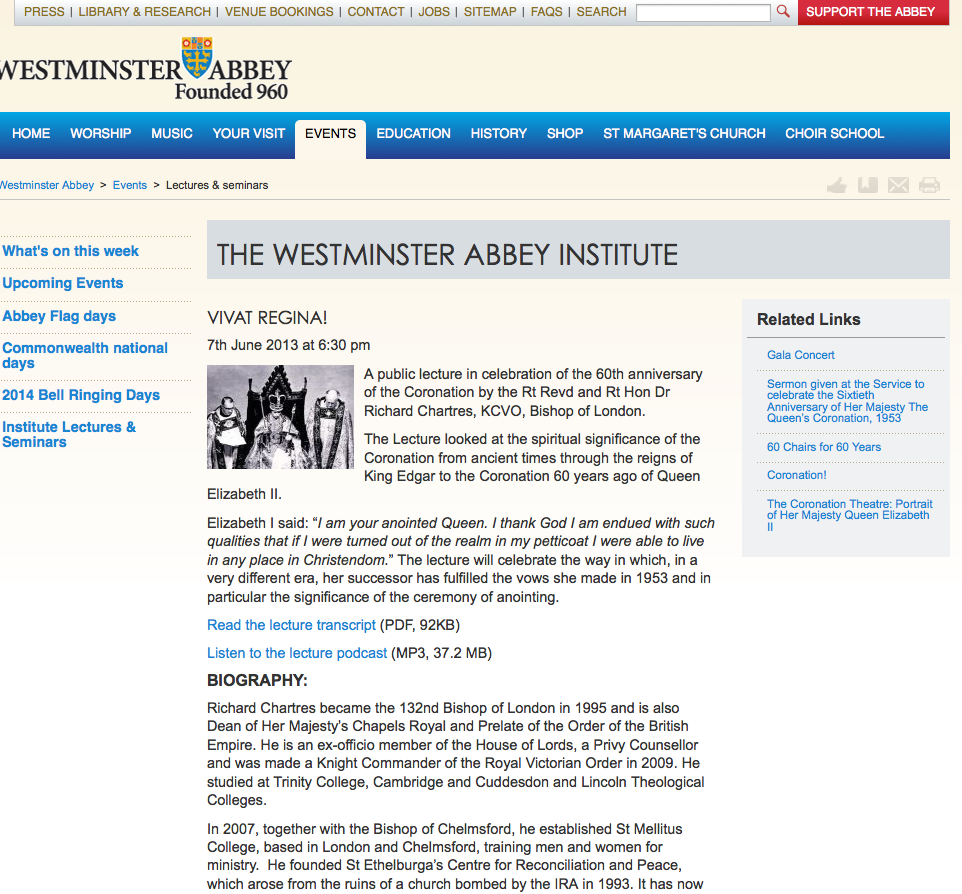 PRESS | LIBRARY & RESEARCH | VENUE BOOKINGS | CONTACT | JOBS | SITEMAP | FAQS | SEARCH
SUPPORT THE ABBEY
WESTMINSTER ABBEY
Founded 960
HOME WORSHIP MUSIC YOUR VISIT EVENTS EDUCATION HISTORY SHOP ST MARGARET'S CHURCH CHOIR SCHOOL
Westminster Abbey > Events > Lectures & seminars
What's on this week
Upcoming Events
Abbey Flag days
Commonwealth national
days
2014 Bell Ringing Days
Institute Lectures &
Seminars
THE WESTMINSTER ABBEY INSTITUTE
VIVAT REGINA!
7th June 2013 at 6:30 pm
A public lecture in celebration of the 60th anniversary
of the Coronation by the Rt Revd and Rt Hon Dr
Richard Chartres, KCVO, Bishop of London.
The Lecture looked at the spiritual significance of the
Coronation from ancient times through the reigns of
King Edgar to the Coronation 60 years ago of Queen
Elizabeth II.
Elizabeth I said: “I am your anointed Queen. I thank God I am endued with such
qualities that if I were turned out of the realm in my petticoat I were able to live
in any place in Christendom.” The lecture will celebrate the way in which, in a
very different era, her successor has fulfilled the vows she made in 1953 and in
particular the significance of the ceremony of anointing.
Read the lecture transcript (PDF, 92KB)
Listen to the lecture podcast (MP3, 37.2 MB)
BIOGRAPHY:
Richard Chartres became the 132nd Bishop of London in 1995 and is also
Dean of Her Majesty’s Chapels Royal and Prelate of the Order of the British
Empire. He is an ex-officio member of the House of Lords, a Privy Counsellor
and was made a Knight Commander of the Royal Victorian Order in 2009. He
studied at Trinity College, Cambridge and Cuddesdon and Lincoln Theological
Colleges.
In 2007, together with the Bishop of Chelmsford, he established St Mellitus
College, based in London and Chelmsford, training men and women for
ministry. He founded St Ethelburga’s Centre for Reconciliation and Peace,
which arose from the ruins of a church bombed by the IRA in 1993. It has now
Related Links
Gala Concert
Sermon given at the Service to
celebrate the Sixtieth
Anniversary of Her Majesty The
Queen's Coronation, 1953
60 Chairs for 60 Years
Coronation!
The Coronation Theatre: Portrait
of Her Majesty Queen Elizabeth
II